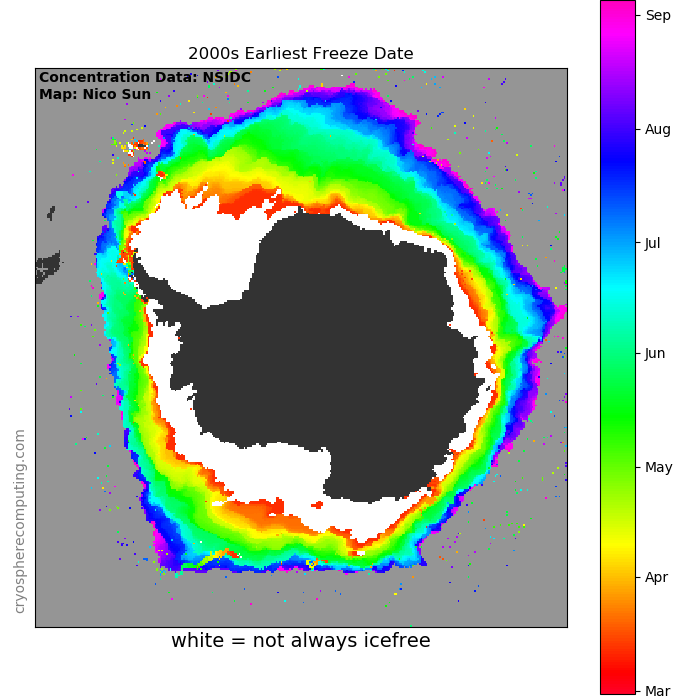 2000s Earliest Freeze Date
Concentration Data: NSIDC
Map: Nico Sun
cryospherecomputing.com
white = not always icefree
Sep
Aug
Jul
Jun
May
Apr
Mar